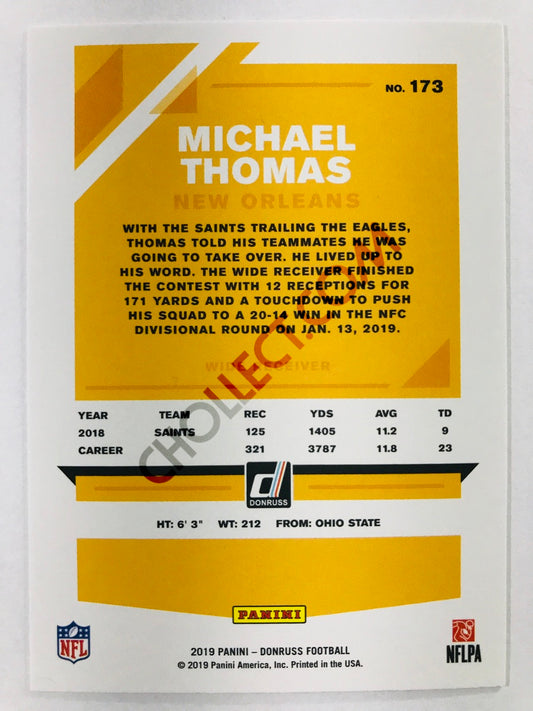 NO. 173
MICHAEL
THOMAS
NEW ORLEANS
WITH THE SAINTS TRAILING THE EAGLES,
THOMAS TOLD HIS TEAMMATES HE WAS
GOING TO TAKE OVER. HE LIVED UP TO
HIS WORD. THE WIDE RECEIVER FINISHED
THE CONTEST WITH 12 RECEPTIONS FOR
171 YARDS AND A TOUCHDOWN TO PUSH
HIS SQUAD TO A 20-14 WIN IN THE NFC
DIVISIONAL ROUND ON JAN. 13, 2019.
WIDE RECEIVER
CHOLLECT.COM
YEAR TEAM REC YDS AVG TD
2018 SAINTS 125 1405 11.2 9
CAREER 321 3787 11.8 23
d
DONRUSS
HT: 6' 3" WT: 212 FROM: OHIO STATE
PANINI
NFL
2019 PANINI – DONRUSS FOOTBALL
© 2019 Panini America, Inc. Printed in the USA.
NFLPA